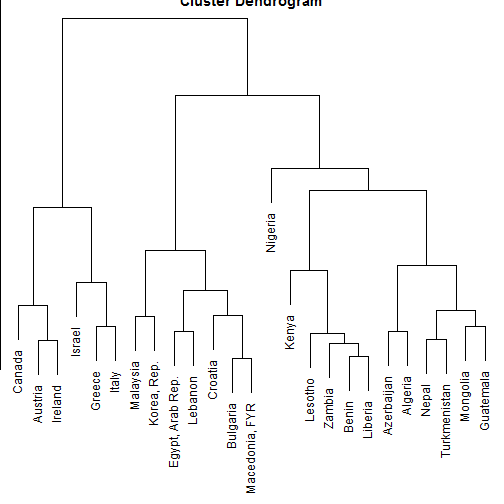 Cluster Dendrogram
Canada
Austria
Ireland
Israel
Greece
Italy
Malaysia
Korea, Rep.
Egypt, Arab Rep.
Lebanon
Croatia
Bulgaria
Macedonia, FYR
Nigeria
Kenya
Lesotho
Zambia
Benin
Liberia
Azerbaijan
Algeria
Nepal
Turkmenistan
Mongolia
Guatemala